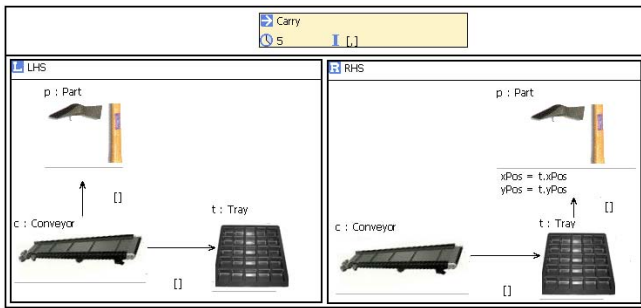 Carry
5 [,]
L LHS
p : Part
[]
c : Conveyor
t : Tray
[]
R RHS
p : Part
xPos = t.xPos
yPos = t.yPos
[]
c : Conveyor
t : Tray
[]